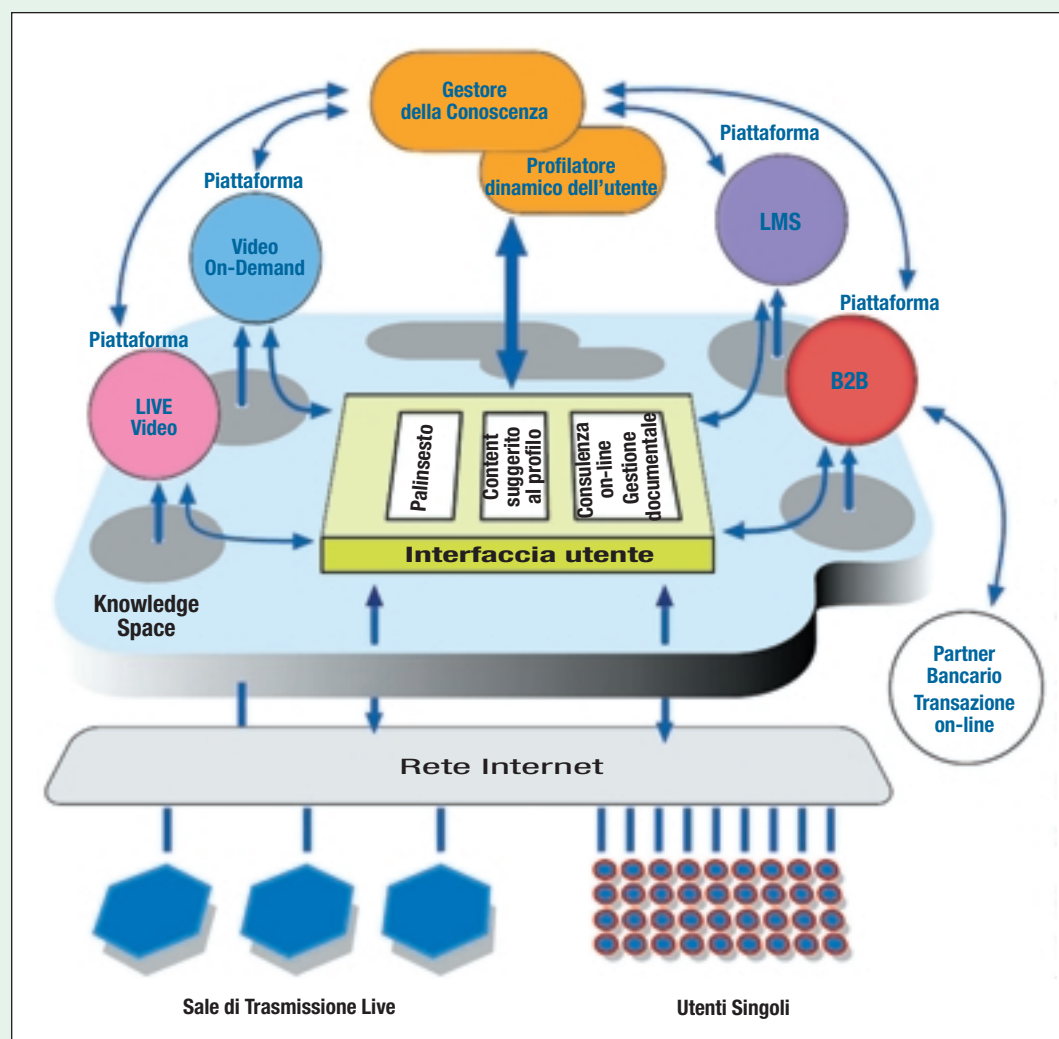 Gestore
della Conoscenza
Profilatore
dinamico dell'utente
Piattaforma
Video
On-Demand
Piattaforma
LMS
Piattaforma
LIVE
Video
Piattaforma
B2B
Palinsesto
Content
suggerito
al profilo
Consulenza
on-line
Gestione
documentale
Interfaccia utente
Knowledge
Space
Partner
Bancario
Transazione
on-line
Rete Internet
Sale di Trasmissione Live
Utenti Singoli